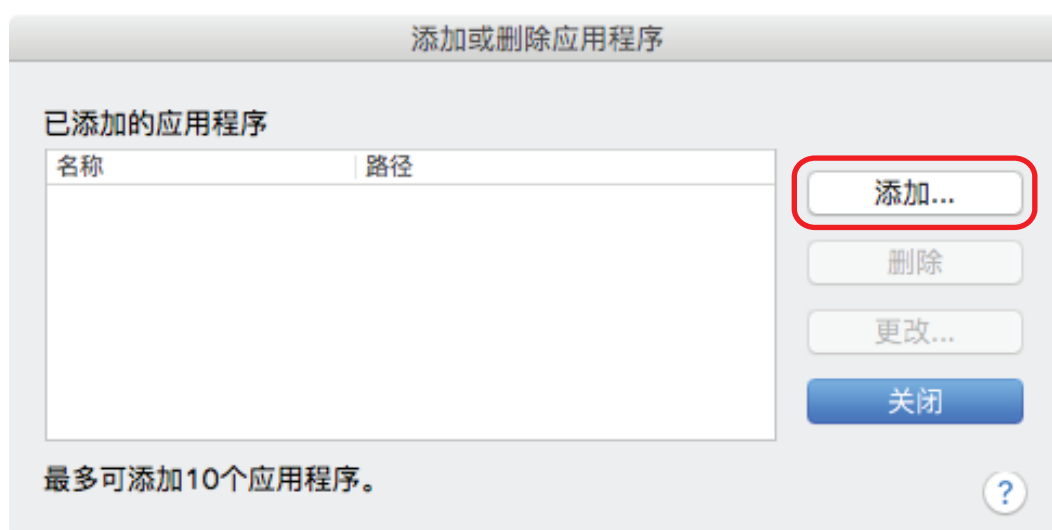 添加或删除应用程序
已添加的应用程序
名称 路径
添加...
删除
更改...
关闭
最多可添加10个应用程序。
?